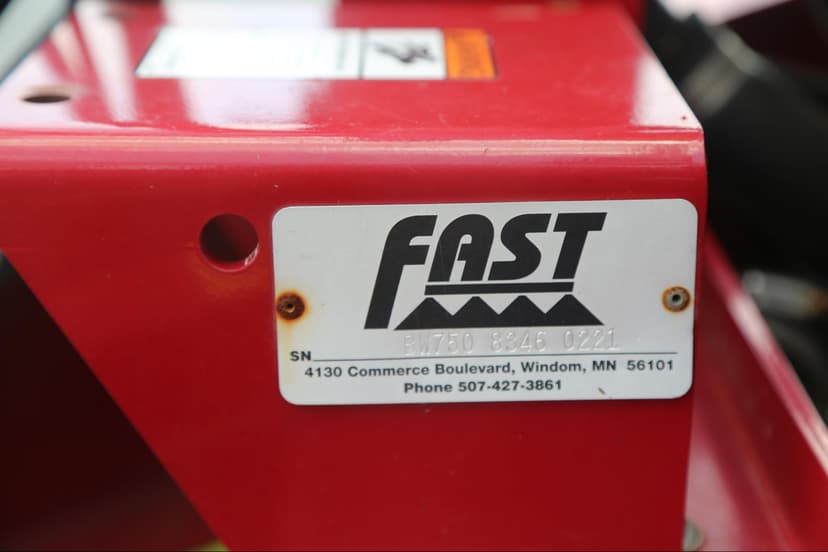 FAST
BW750 8346 0221
SN
4130 Commerce Boulevard, Windom, MN 56101
Phone 507-427-3861